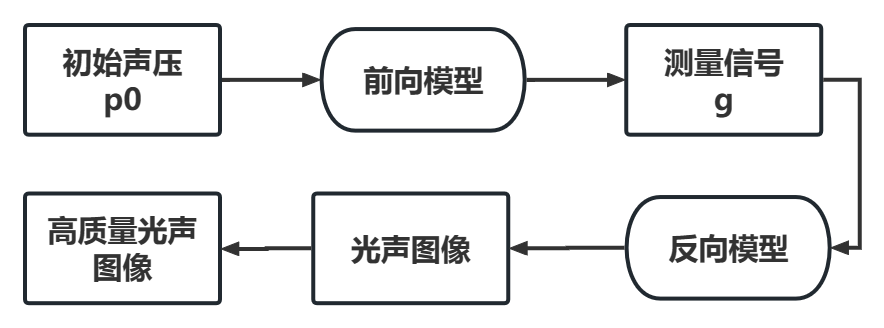 初始声压
p0
前向模型
测量信号
g
反向模型
光声图像
高质量光声
图像